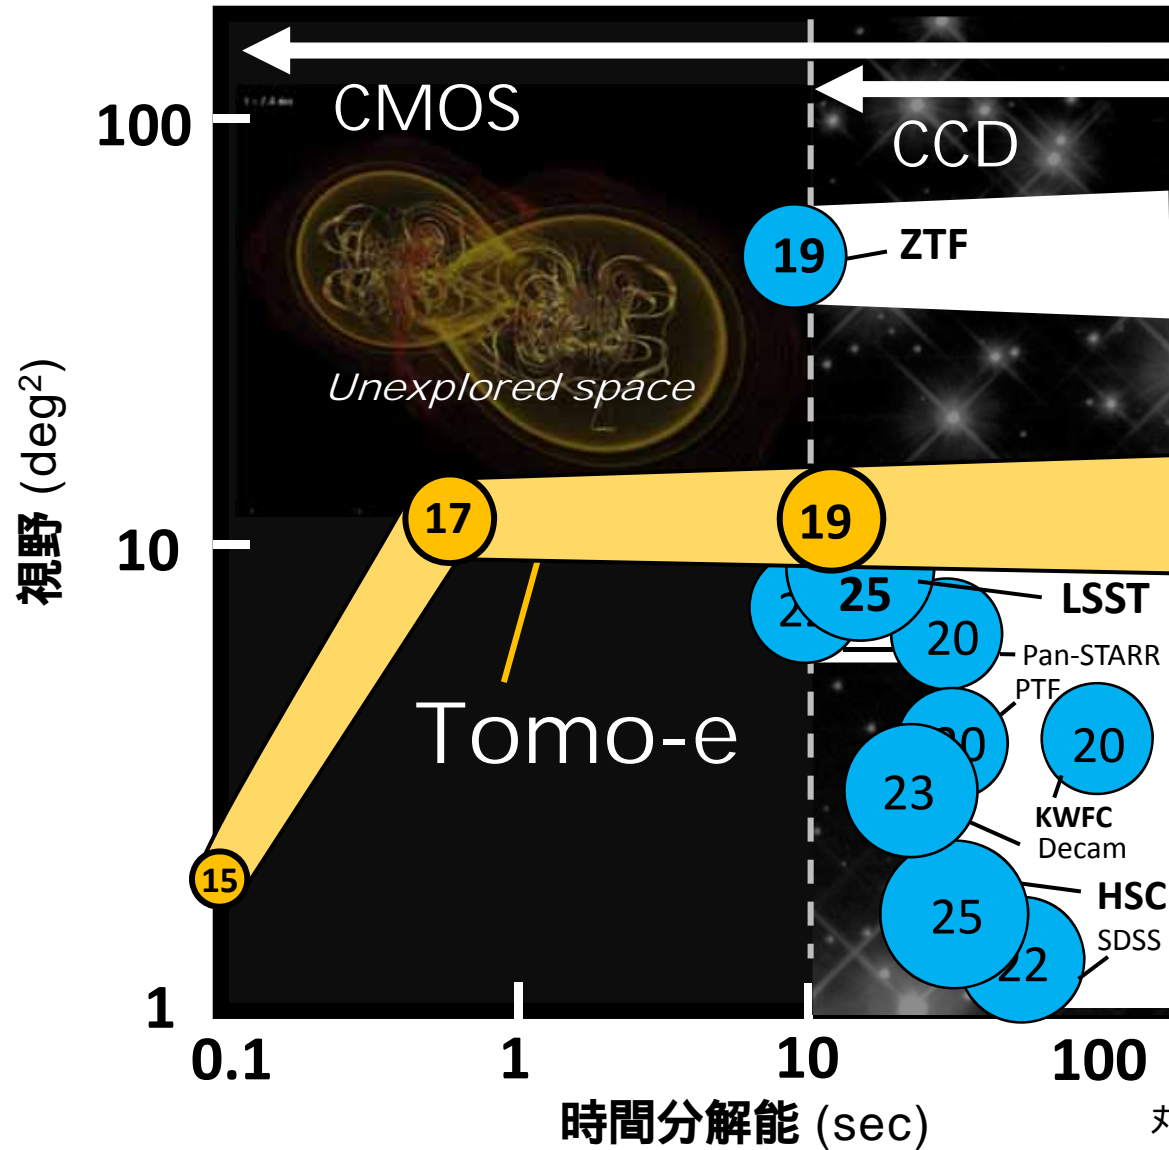 CMOS
100
CCD
19
ZTF
Unexplored space
視野 (deg²)
17
19
10
25
LSST
20
Pan-STARR
PTF
Tomo-e
20
23
KWFC
Decam
15
HSC
25
SDSS
22
1
0.1
1
10
100
時間分解能 (sec)